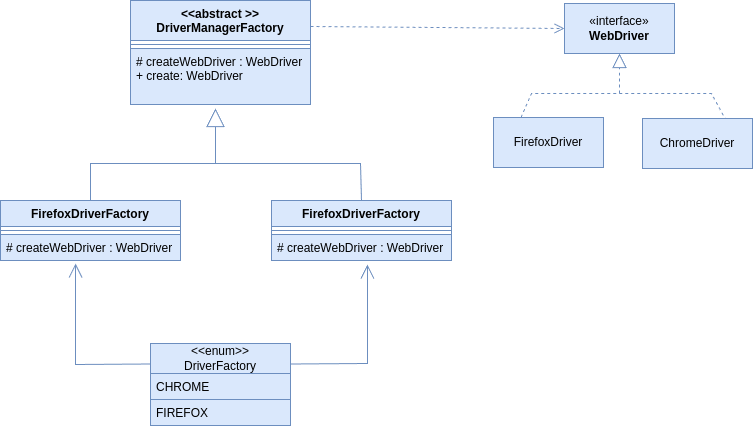 <<abstract >>
DriverManagerFactory
# createWebDriver : WebDriver
+ create: WebDriver
«interface»
WebDriver
FirefoxDriver
ChromeDriver
FirefoxDriverFactory
# createWebDriver : WebDriver
FirefoxDriverFactory
# createWebDriver : WebDriver
<<enum>>
DriverFactory
CHROME
FIREFOX